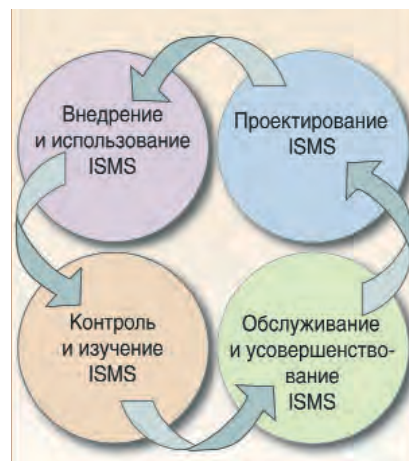 Внедрение
и использование
ISMS
Проектирование
ISMS
Контроль
и изучение
ISMS
Обслуживание
и усовершенство-
вание
ISMS